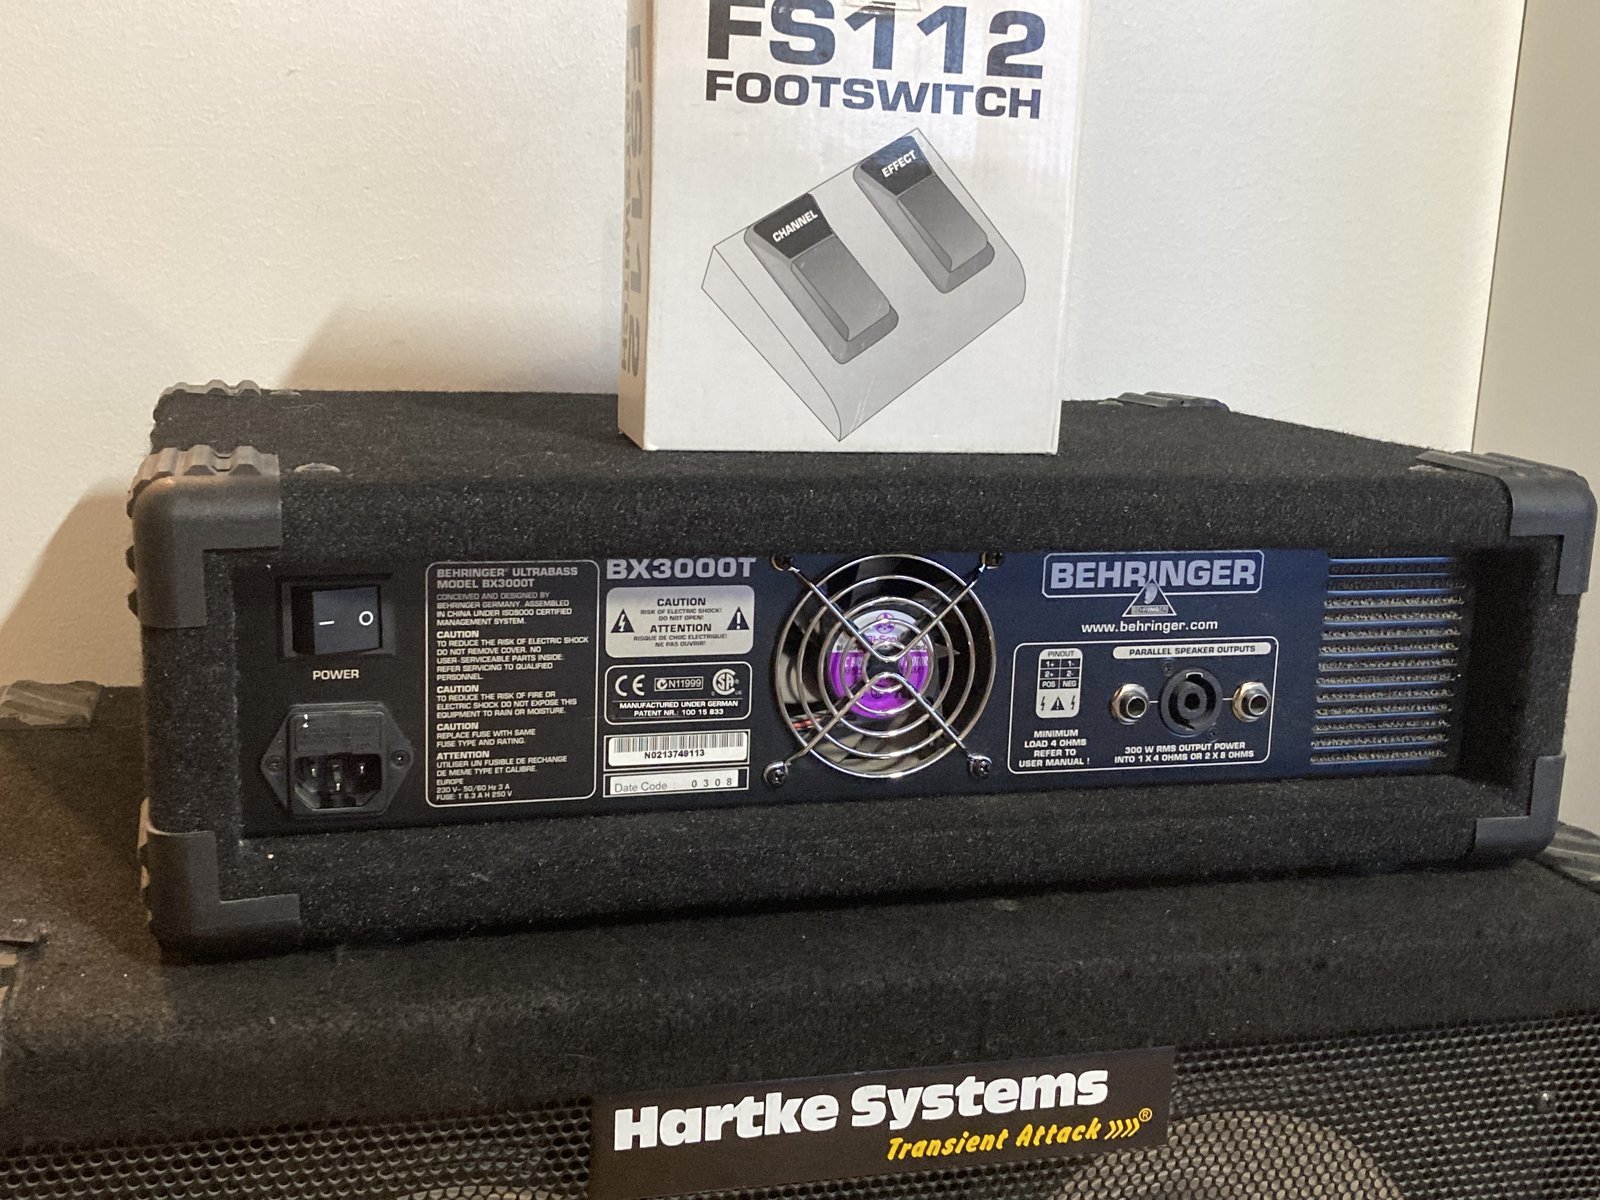 FS112
FOOTSWITCH
CHANNEL
EFFECT
FS112
POWER
BEHRINGER® ULTRABASS
MODEL BX3000T
CONCEIVED AND DESIGNED BY
BEHRINGER GERMANY. ASSEMBLED
IN CHINA UNDER ISO9000 CERTIFIED
MANAGEMENT SYSTEM.
CAUTION
TO REDUCE THE RISK OF ELECTRIC SHOCK
DO NOT REMOVE COVER. NO
USER-SERVICEABLE PARTS INSIDE:
REFER SERVICING TO QUALIFIED
PERSONNEL.
CAUTION
TO REDUCE THE RISK OF FIRE OR
ELECTRIC SHOCK DO NOT EXPOSE THIS
EQUIPMENT TO RAIN OR MOISTURE.
CAUTION
REPLACE FUSE WITH SAME
FUSE TYPE AND RATING.
ATTENTION
UTILISER UN FUSIBLE DE RECHANGE
DE MEME TYPE ET CALIBRE.
EUROPE
230 V~ 50/60 Hz 3 A
FUSE: T 6.3 A H 250 V
BX3000T
CAUTION
RISK OF ELECTRIC SHOCK!
DO NOT OPEN!
ATTENTION
RISQUE DE CHOC ELECTRIQUE!
NE PAS OUVRIR!
CE N11999
MANUFACTURED UNDER GERMAN
PATENT NR.: 100 15 833
N0213749113
Date Code : 0308
BEHRINGER
BEHRINGER
www.behringer.com
PINOUT
1+ 1-
2+ 2-
POS NEG
MINIMUM
LOAD 4 OHMS
REFER TO
USER MANUAL !
PARALLEL SPEAKER OUTPUTS
300 W RMS OUTPUT POWER
INTO 1 X 4 OHMS OR 2 X 8 OHMS
Hartke Systems
Transient Attack »»®